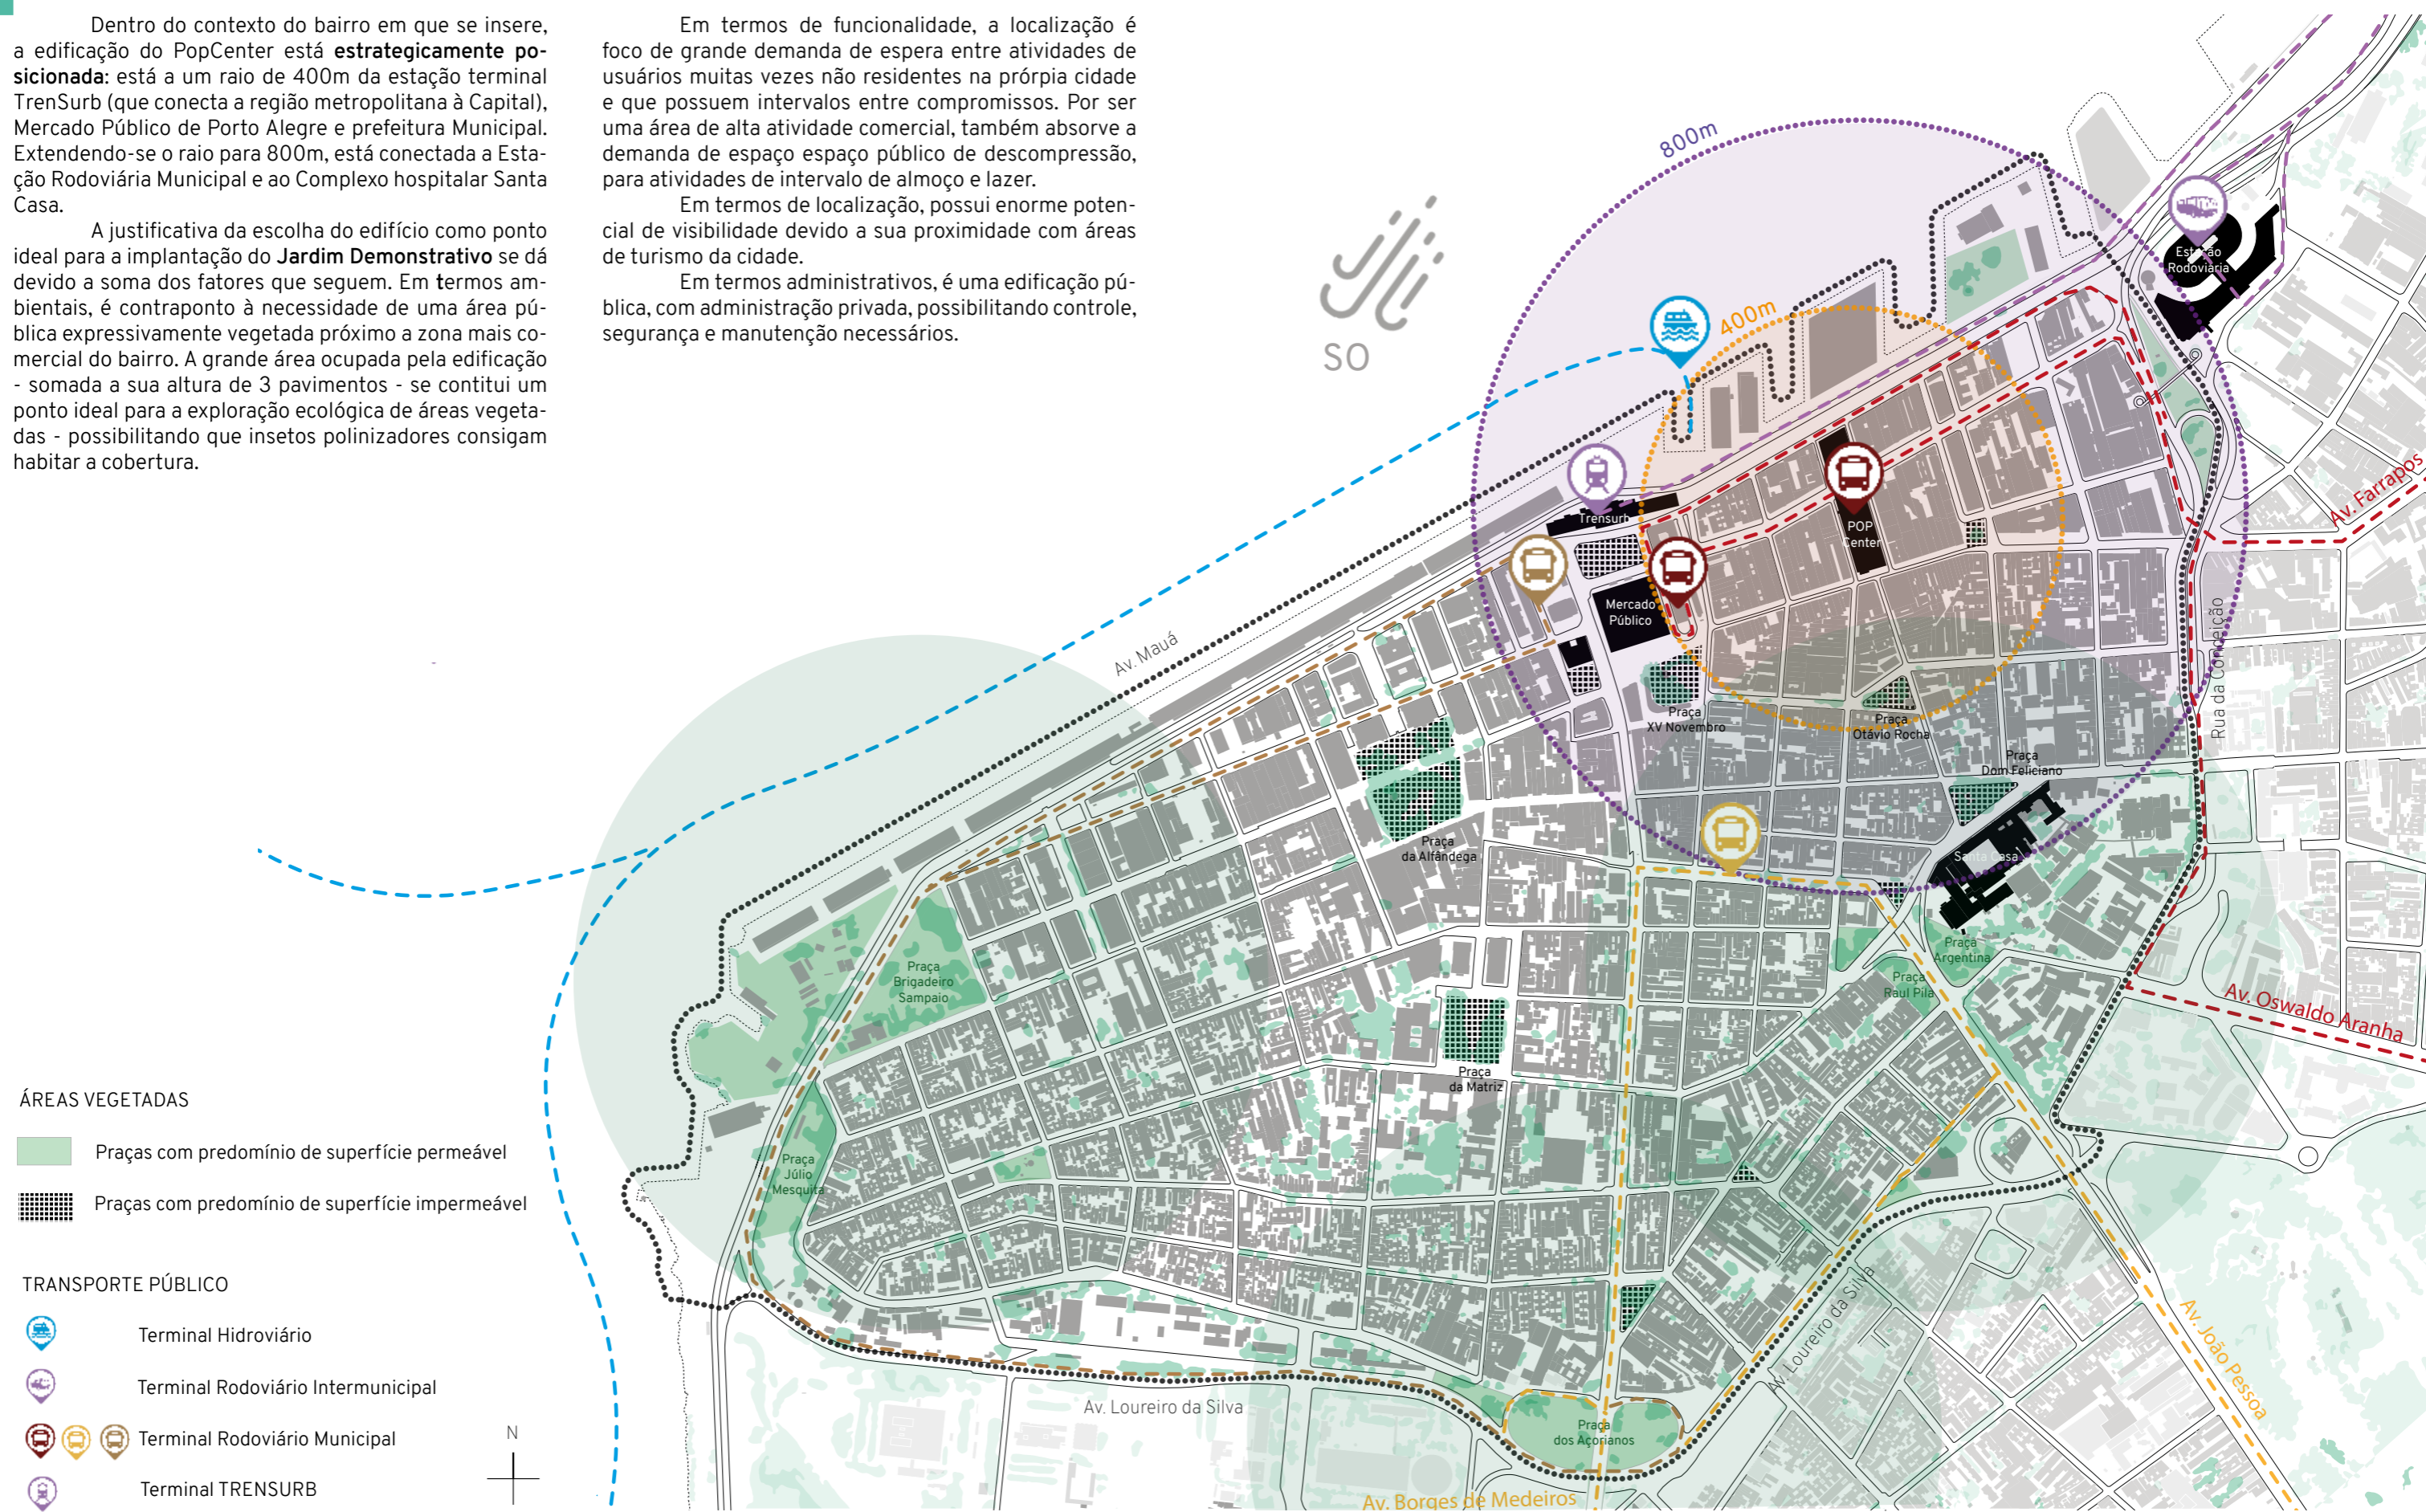 Dentro do contexto do bairro em que se insere,
a edificação do PopCenter está estrategicamente po-
sicionada: está a um raio de 400m da estação terminal
TrenSurb (que conecta a região metropolitana à Capital),
Mercado Público de Porto Alegre e prefeitura Municipal.
Extendendo-se o raio para 800m, está conectada a Esta-
ção Rodoviária Municipal e ao Complexo hospitalar Santa
Casa.
A justificativa da escolha do edifício como ponto
ideal para a implantação do Jardim Demonstrativo se dá
devido a soma dos fatores que seguem. Em termos am-
bientais, é contraponto à necessidade de uma área pú-
blica expressivamente vegetada próximo a zona mais co-
mercial do bairro. A grande área ocupada pela edificação
- somada a sua altura de 3 pavimentos - se contitui um
ponto ideal para a exploração ecológica de áreas vegeta-
das - possibilitando que insetos polinizadores consigam
habitar a cobertura.
Em termos de funcionalidade, a localização é
foco de grande demanda de espera entre atividades de
usuários muitas vezes não residentes na prórpia cidade
e que possuem intervalos entre compromissos. Por ser
uma área de alta atividade comercial, também absorve a
demanda de espaço espaço público de descompressão,
para atividades de intervalo de almoço e lazer.
Em termos de localização, possui enorme poten-
cial de visibilidade devido a sua proximidade com áreas
de turismo da cidade.
Em termos administrativos, é uma edificação pú-
blica, com administração privada, possibilitando controle,
segurança e manutenção necessários.
SO
800m
400m
Estação
Rodoviária
Trensurb
POP
Center
Mercado
Público
Av. Farrapos
Rua da Conceição
Av. Mauá
Praça
XV Novembro
Praça
Otávio Rocha
Praça
Dom Feliciano
Praça
da Alfândega
Santa Casa
Praça
Argentina
Praça
Raul Pila
Praça
Brigadeiro
Sampaio
Av. Oswaldo Aranha
Praça
da Matriz
Praça
Júlio
Mesquita
Av. Loureiro da Silva
Av. João Pessoa
Av. Loureiro da Silva
Praça
dos Açorianos
Av. Borges de Medeiros
ÁREAS VEGETADAS
Praças com predomínio de superfície permeável
Praças com predomínio de superfície impermeável
TRANSPORTE PÚBLICO
Terminal Hidroviário
Terminal Rodoviário Intermunicipal
Terminal Rodoviário Municipal
Terminal TRENSURB
N